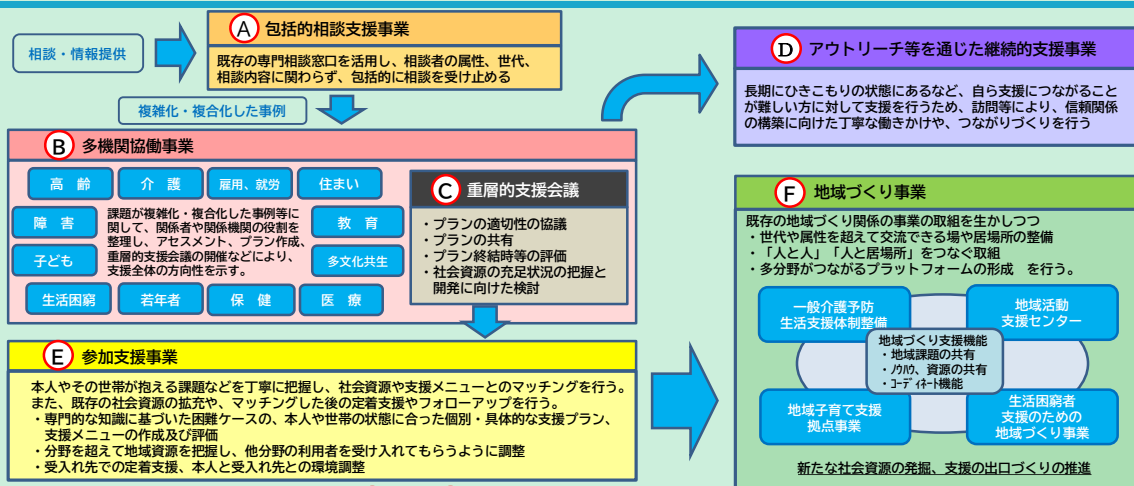 相談・情報提供
A 包括的相談支援事業
既存の専門相談窓口を活用し、相談者の属性、世代、
相談内容に関わらず、包括的に相談を受け止める
複雑化・複合化した事例
B 多機関協働事業
高 齢
介 護
雇用、就労
住まい
障 害
子ども
課題が複雑化・複合化した事例等に
関して、関係者や関係機関の役割を
整理し、アセスメント、プラン作成、
重層的支援会議の開催などにより、
支援全体の方向性を示す。
教 育
多文化共生
生活困窮
若年者
保 健
医 療
C 重層的支援会議
・プランの適切性の協議
・プランの共有
・プラン終結時等の評価
・社会資源の充足状況の把握と
開発に向けた検討
D アウトリーチ等を通じた継続的支援事業
長期にひきこもりの状態にあるなど、自ら支援につながること
が難しい方に対して支援を行うため、訪問等により、信頼関係
の構築に向けた丁寧な働きかけや、つながりづくりを行う
E 参加支援事業
本人やその世帯が抱える課題などを丁寧に把握し、社会資源や支援メニューとのマッチングを行う。
また、既存の社会資源の拡充や、マッチングした後の定着支援やフォローアップを行う。
・専門的な知識に基づいた困難ケースの、本人や世帯の状態に合った個別・具体的な支援プラン、
支援メニューの作成及び評価
・分野を超えて地域資源を把握し、他分野の利用者を受け入れてもらうように調整
・受入れ先での定着支援、本人と受入れ先との環境調整
F 地域づくり事業
既存の地域づくり関係の事業の取組を生かしつつ
・世代や属性を超えて交流できる場や居場所の整備
・「人と人」「人と居場所」をつなぐ取組
・多分野がつながるプラットフォームの形成 を行う。
一般介護予防
生活支援体制整備
地域活動
支援センター
地域づくり支援機能
・地域課題の共有
・ﾉｳﾊｳ、資源の共有
・ｺｰﾃﾞｨﾈｰﾄ機能
地域子育て支援
拠点事業
生活困窮者
支援のための
地域づくり事業
新たな社会資源の発掘、支援の出口づくりの推進